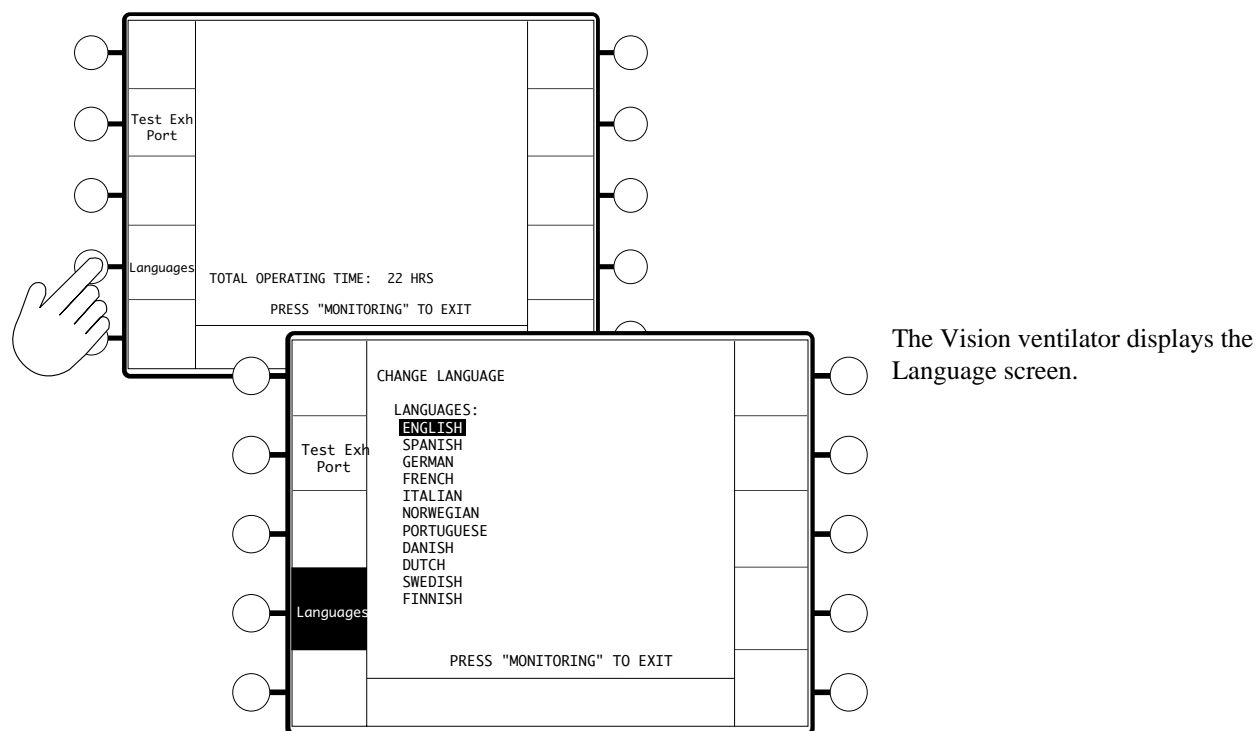 Test Exh
Port
Languages
TOTAL OPERATING TIME: 22 HRS
PRESS "MONITORING" TO EXIT
The Vision ventilator displays the
Language screen.
CHANGE LANGUAGE
LANGUAGES:
ENGLISH
SPANISH
GERMAN
FRENCH
ITALIAN
NORWEGIAN
PORTUGUESE
DANISH
DUTCH
SWEDISH
FINNISH
Test Exh
Port
Languages
PRESS "MONITORING" TO EXIT